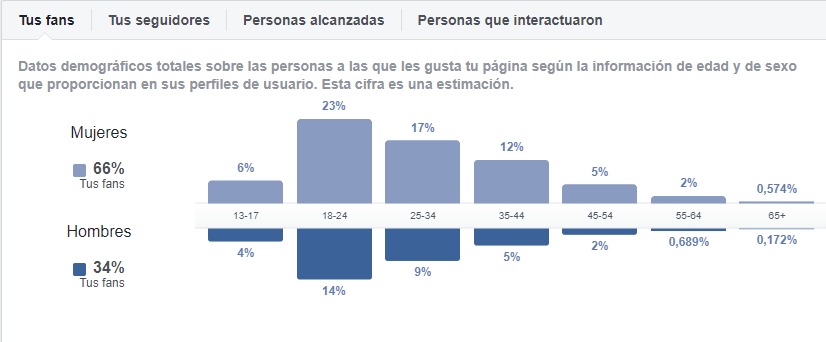 Tus fans Tus seguidores Personas alcanzadas Personas que interactuaron
Datos demográficos totales sobre las personas a las que les gusta tu página según la información de edad y de sexo
que proporcionan en sus perfiles de usuario. Esta cifra es una estimación.
Mujeres
66%
Tus fans
6% 23% 17% 12% 5% 2% 0,574%
13-17 18-24 25-34 35-44 45-54 55-64 65+
Hombres
34%
Tus fans
4% 14% 9% 5% 2% 0,689% 0,172%